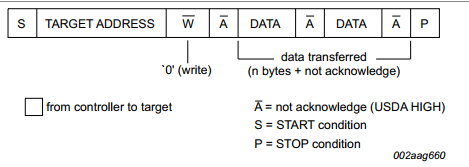 S TARGET ADDRESS W̅ A̅ DATA A̅ DATA A̅ P
data transferred
'0' (write) (n bytes + not acknowledge)
from controller to target A̅ = not acknowledge (USDA HIGH)
S = START condition
P = STOP condition
002aag660